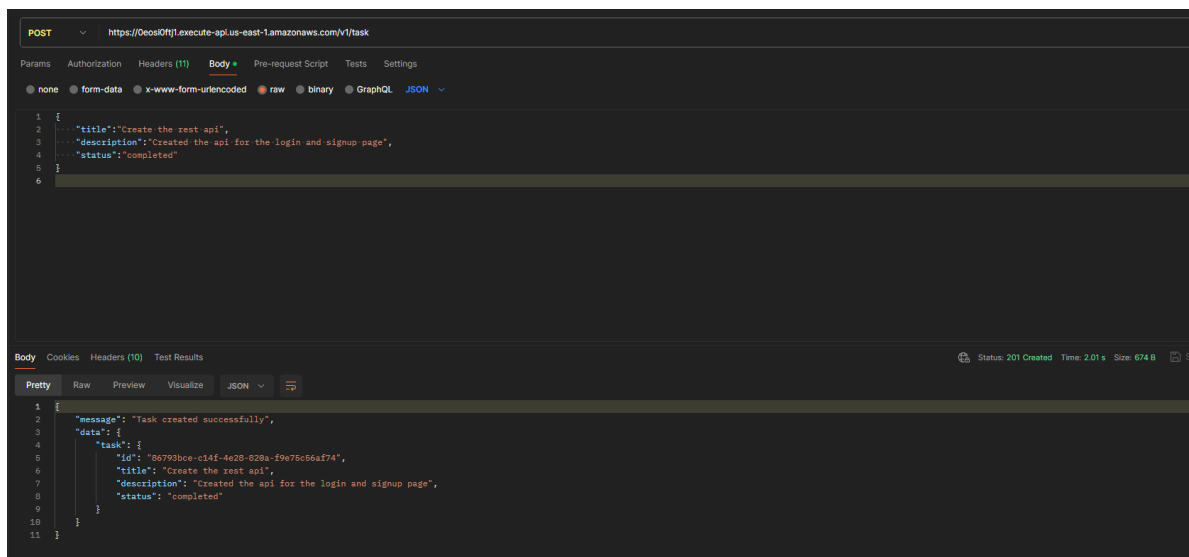 POST https://0eosi0ftj1.execute-api.us-east-1.amazonaws.com/v1/task
Params Authorization Headers (11) Body Pre-request Script Tests Settings
none form-data x-www-form-urlencoded raw binary GraphQL JSON
1 {
2 "title":"Create the rest api",
3 "description":"Created the api for the login and signup page",
4 "status":"completed"
5 }
6
Body Cookies Headers (10) Test Results Status: 201 Created Time: 2.01 s Size: 674 B
Pretty Raw Preview Visualize JSON
1 {
2 "message": "Task created successfully",
3 "data": {
4 "task": {
5 "id": "86793bce-c14f-4e28-820a-f9e75c56af74",
6 "title": "Create the rest api",
7 "description": "Created the api for the login and signup page",
8 "status": "completed"
9 }
10 }
11 }